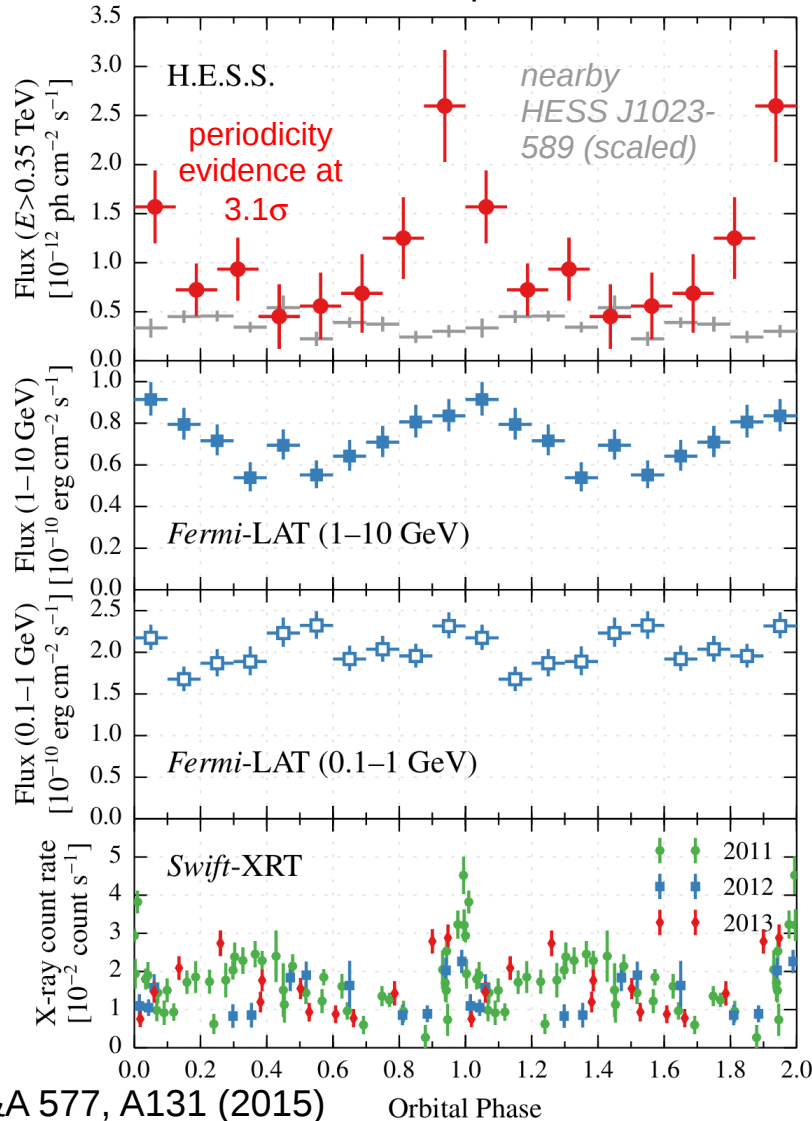 3.5
3.0
2.5
2.0
1.5
1.0
0.5
0.0
Flux (E>0.35 TeV)
[10⁻¹² ph cm⁻² s⁻¹]
H.E.S.S.
periodicity
evidence at
3.1σ
nearby
HESS J1023-
589 (scaled)
1.0
0.8
0.6
0.4
0.2
0.0
Flux (1–10 GeV)
[10⁻¹⁰ erg cm⁻² s⁻¹]
Fermi-LAT (1–10 GeV)
2.5
2.0
1.5
1.0
0.5
0.0
Flux (0.1–1 GeV)
[10⁻¹⁰ erg cm⁻² s⁻¹]
Fermi-LAT (0.1–1 GeV)
5
4
3
2
1
0
X-ray count rate
[10⁻² count s⁻¹]
Swift-XRT
2011
2012
2013
0.0 0.2 0.4 0.6 0.8 1.0 1.2 1.4 1.6 1.8 2.0
A 577, A131 (2015)
Orbital Phase